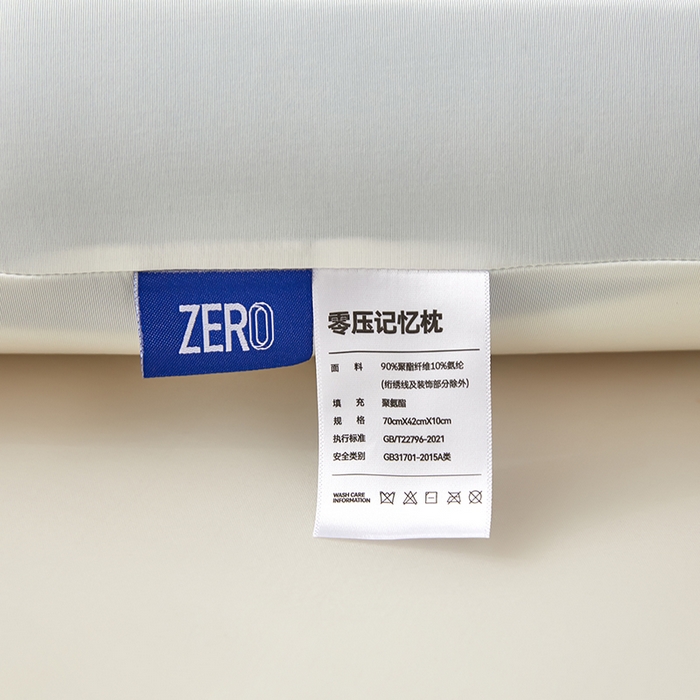 ZERO
零压记忆枕
面 料 90%聚酯纤维10%氨纶
(绗绣线及装饰部分除外)
填 充 聚氨酯
规 格 70cmX42cmX10cm
执行标准 GB/T22796-2021
安全类别 GB31701-2015A类
WASH CARE
INFORMATION